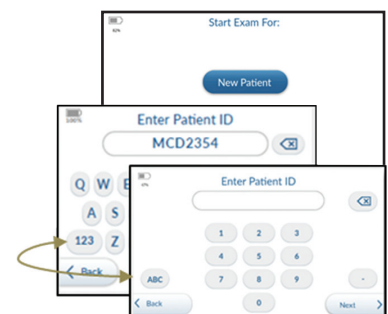 Start Exam For:
New Patient
100%
Enter Patient ID
MCD2354
Q W E
A S
123 Z
Back
Enter Patient ID
1 2 3
4 5 6
ABC 7 8 9 -
Back 0 Next